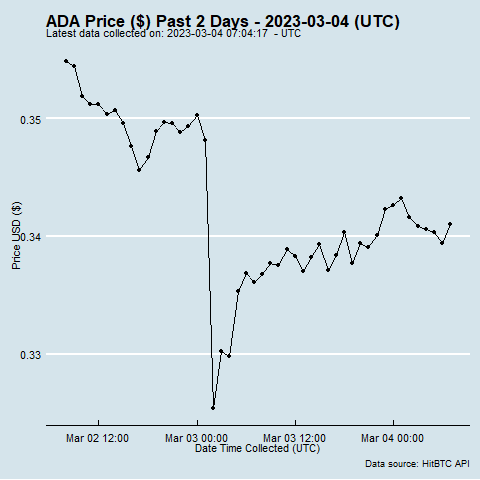 ADA Price ($) Past 2 Days - 2023-03-04 (UTC)
Latest data collected on: 2023-03-04 07:04:17 - UTC
0.35
0.34
0.33
Price USD ($)
Mar 02 12:00 Mar 03 00:00 Mar 03 12:00 Mar 04 00:00
Date Time Collected (UTC)
Data source: HitBTC API